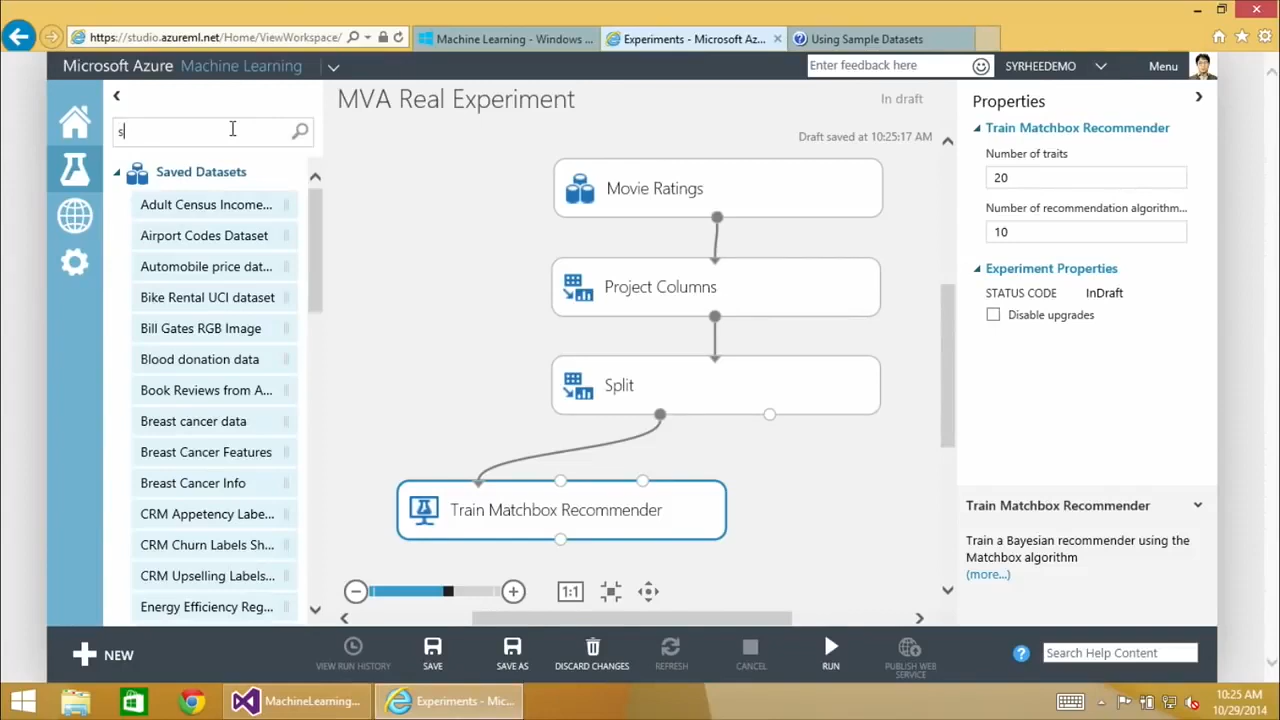 https://studio.azureml.net/Home/ViewWorkspace/
Machine Learning - Windows ...
Experiments - Microsoft Az...
Using Sample Datasets
Microsoft Azure Machine Learning
Enter feedback here
SYRHEEDEMO
Menu
s
Saved Datasets
Adult Census Income...
Airport Codes Dataset
Automobile price dat...
Bike Rental UCI dataset
Bill Gates RGB Image
Blood donation data
Book Reviews from A...
Breast cancer data
Breast Cancer Features
Breast Cancer Info
CRM Appetency Labe...
CRM Churn Labels Sh...
CRM Upselling Labels...
Energy Efficiency Reg...
MVA Real Experiment
In draft
Draft saved at 10:25:17 AM
Movie Ratings
Project Columns
Split
Train Matchbox Recommender
1:1
Properties
Train Matchbox Recommender
Number of traits
20
Number of recommendation algorithm...
10
Experiment Properties
STATUS CODE InDraft
Disable upgrades
Train Matchbox Recommender
Train a Bayesian recommender using the
Matchbox algorithm
(more...)
NEW
VIEW RUN HISTORY
SAVE
SAVE AS
DISCARD CHANGES
REFRESH
CANCEL
RUN
PUBLISH WEB
SERVICE
Search Help Content
MachineLearning...
Experiments - Mic...
10:25 AM
10/29/2014